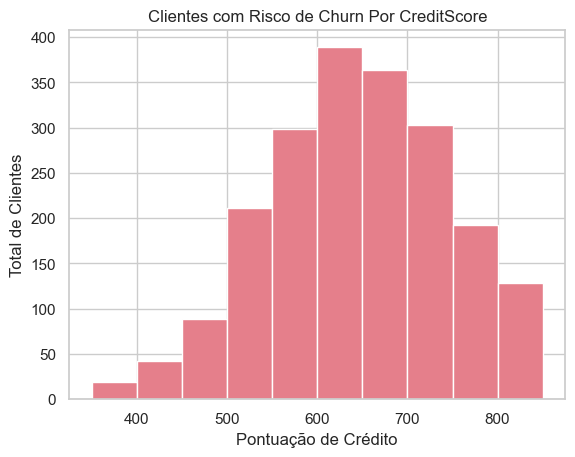 Clientes com Risco de Churn Por CreditScore
400
350
300
250
200
150
100
50
0
Total de Clientes
400 500 600 700 800
Pontuação de Crédito